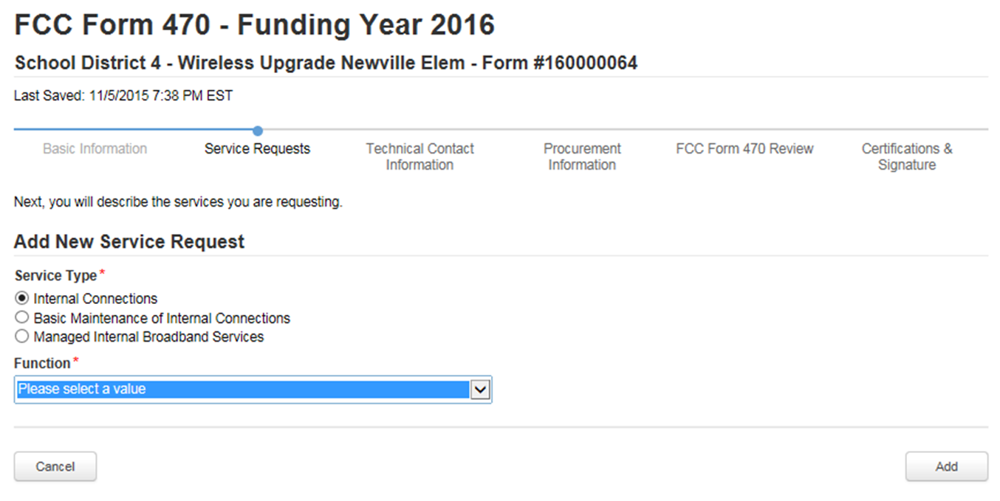 FCC Form 470 - Funding Year 2016
School District 4 - Wireless Upgrade Newville Elem - Form #160000064
Last Saved: 11/5/2015 7:38 PM EST
Basic Information
Service Requests
Technical Contact
Information
Procurement
Information
FCC Form 470 Review
Certifications &
Signature
Next, you will describe the services you are requesting.
Add New Service Request
Service Type*
Internal Connections
Basic Maintenance of Internal Connections
Managed Internal Broadband Services
Function*
Please select a value
Cancel
Add